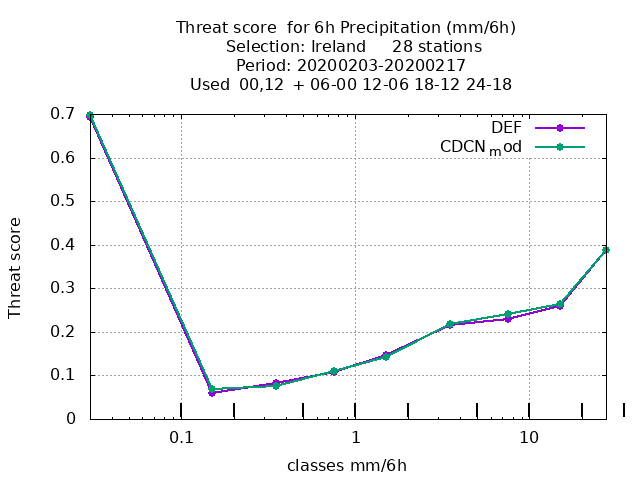 Threat score  for 6h Precipitation (mm/6h)
Selection: Ireland     28 stations
Period: 20200203-20200217
Used  00,12  + 06-00 12-06 18-12 24-18
DEF
CDCNmod
0.7
0.6
0.5
0.4
0.3
0.2
0.1
0
Threat score
0.1
1
10
classes mm/6h